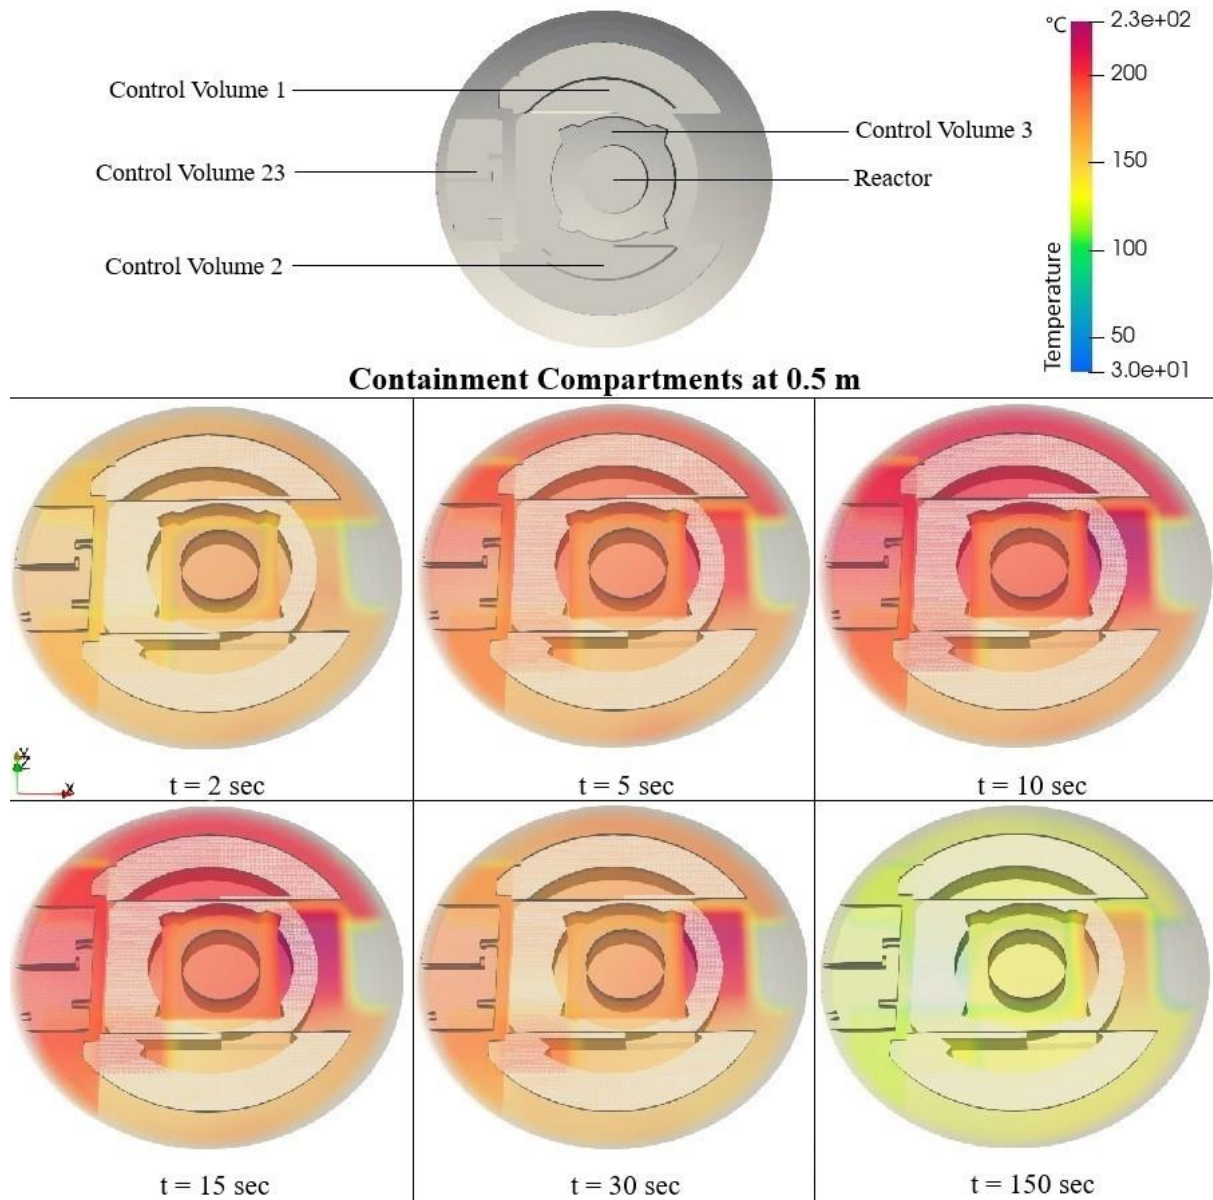 °C
2.3e+02
200
150
100
50
3.0e+01
Temperature
Control Volume 1
Control Volume 3
Control Volume 23
Reactor
Control Volume 2
Containment Compartments at 0.5 m
Y
Z
X
t = 2 sec
t = 5 sec
t = 10 sec
t = 15 sec
t = 30 sec
t = 150 sec